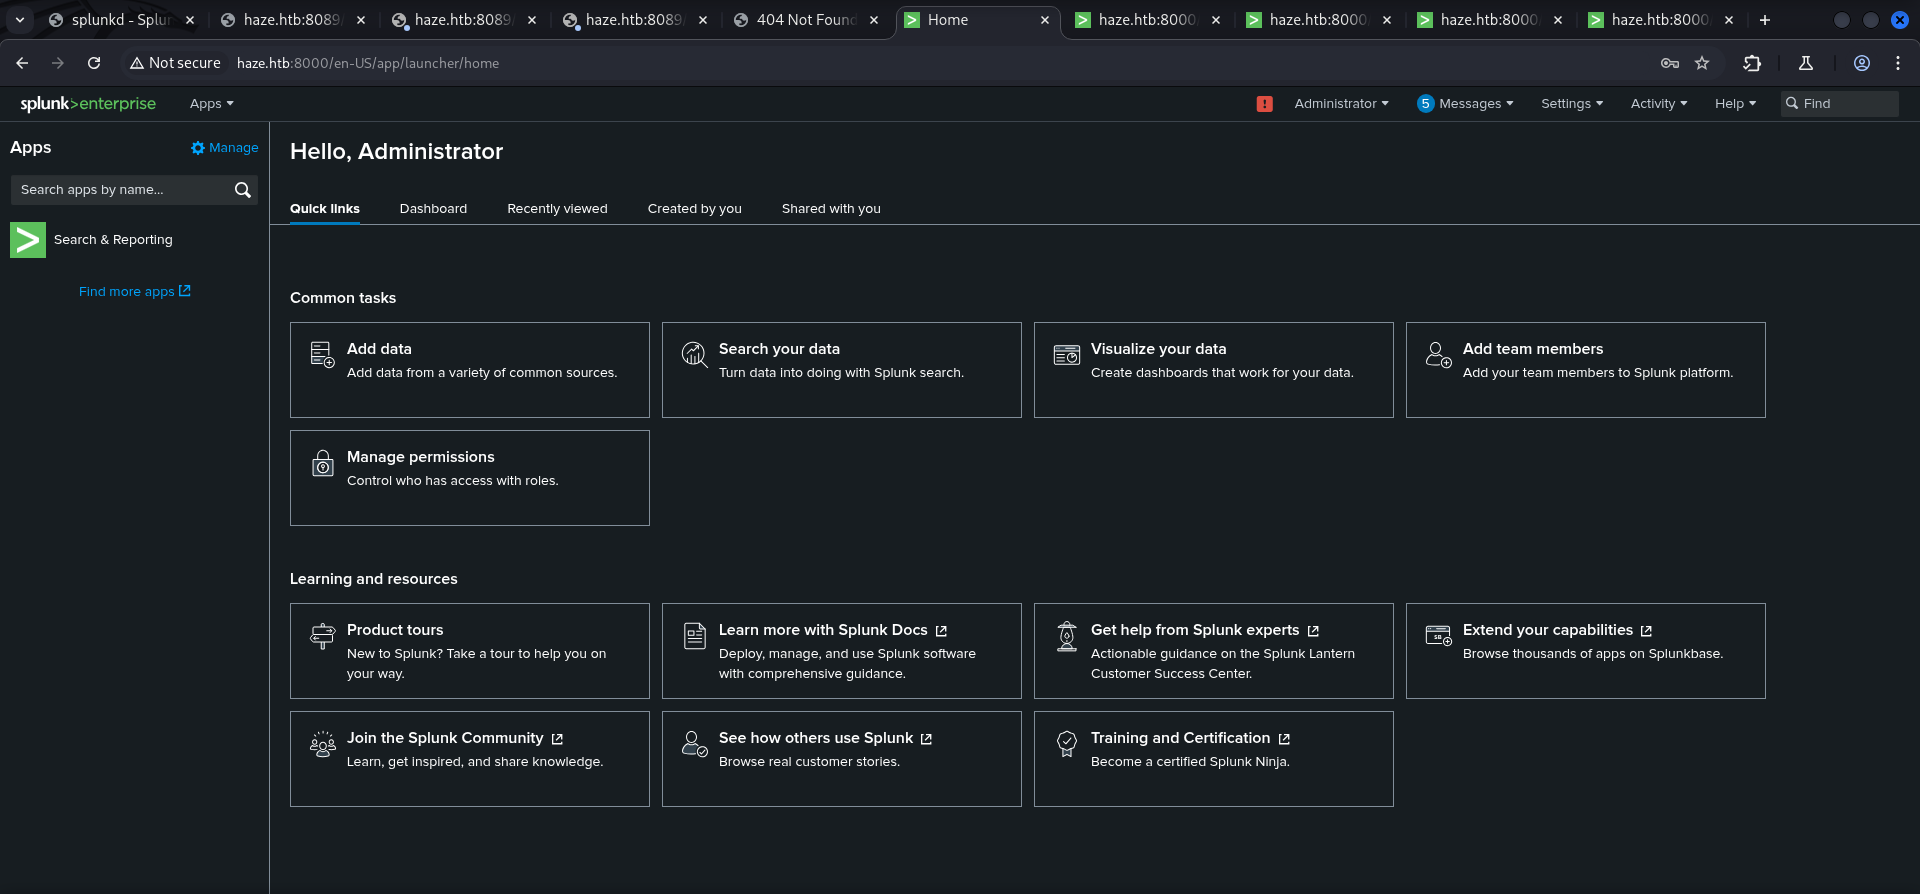 splunkd - Splun
haze.htb:8089
haze.htb:8089
haze.htb:8089
404 Not Found
Home
haze.htb:8000
haze.htb:8000
haze.htb:8000
haze.htb:8000
Not secure
haze.htb:8000/en-US/app/launcher/home
splunk>enterprise
Apps
!
Administrator
5
Messages
Settings
Activity
Help
Find
Apps
Manage
Search apps by name...
Search & Reporting
Find more apps
Hello, Administrator
Quick links
Dashboard
Recently viewed
Created by you
Shared with you
Common tasks
Add data
Add data from a variety of common sources.
Search your data
Turn data into doing with Splunk search.
Visualize your data
Create dashboards that work for your data.
Add team members
Add your team members to Splunk platform.
Manage permissions
Control who has access with roles.
Learning and resources
Product tours
New to Splunk? Take a tour to help you on
your way.
Learn more with Splunk Docs
Deploy, manage, and use Splunk software
with comprehensive guidance.
Get help from Splunk experts
Actionable guidance on the Splunk Lantern
Customer Success Center.
Extend your capabilities
Browse thousands of apps on Splunkbase.
Join the Splunk Community
Learn, get inspired, and share knowledge.
See how others use Splunk
Browse real customer stories.
Training and Certification
Become a certified Splunk Ninja.